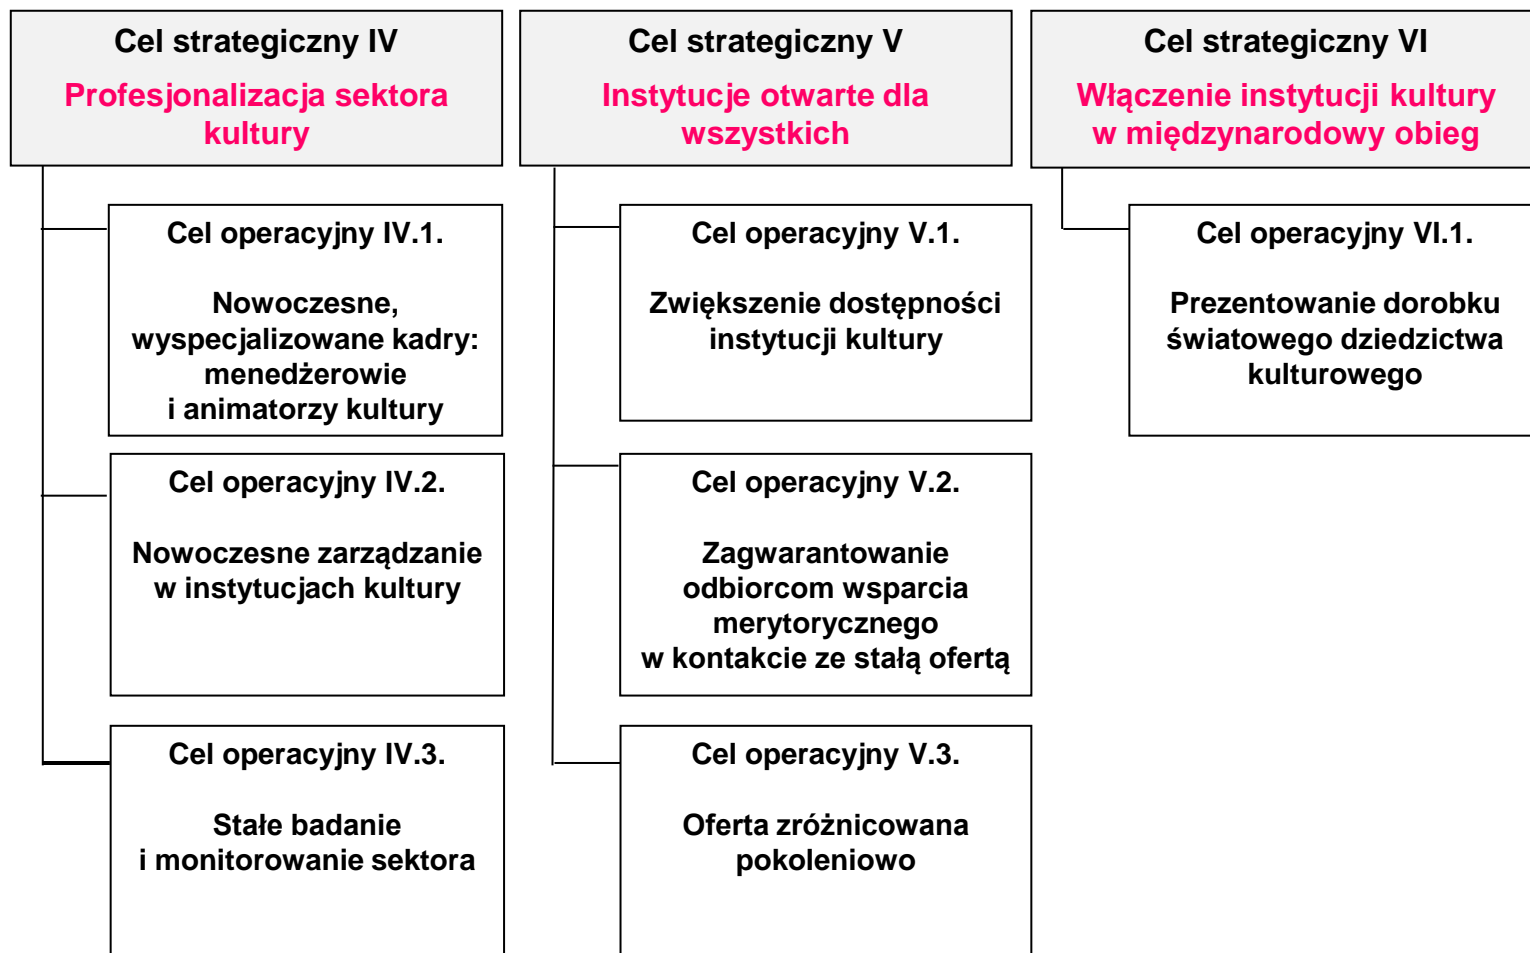 Cel strategiczny IV
Profesjonalizacja sektora
kultury
Cel operacyjny IV.1.
Nowoczesne,
wyspecjalizowane kadry:
menedżerowie
i animatorzy kultury
Cel operacyjny IV.2.
Nowoczesne zarządzanie
w instytucjach kultury
Cel operacyjny IV.3.
Stałe badanie
i monitorowanie sektora
Cel strategiczny V
Instytucje otwarte dla
wszystkich
Cel operacyjny V.1.
Zwiększenie dostępności
instytucji kultury
Cel operacyjny V.2.
Zagwarantowanie
odbiorcom wsparcia
merytorycznego
w kontakcie ze stałą ofertą
Cel operacyjny V.3.
Oferta zróżnicowana
pokoleniowo
Cel strategiczny VI
Włączenie instytucji kultury
w międzynarodowy obieg
Cel operacyjny VI.1.
Prezentowanie dorobku
światowego dziedzictwa
kulturowego